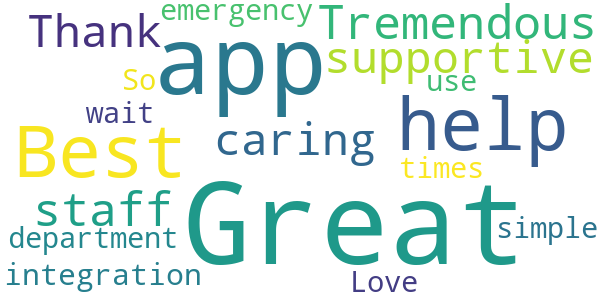 emergency
Tremendous
Thank
app
supportive
So
use
wait
help
Best
caring
times
Great
staff
simple
department
integration
Love